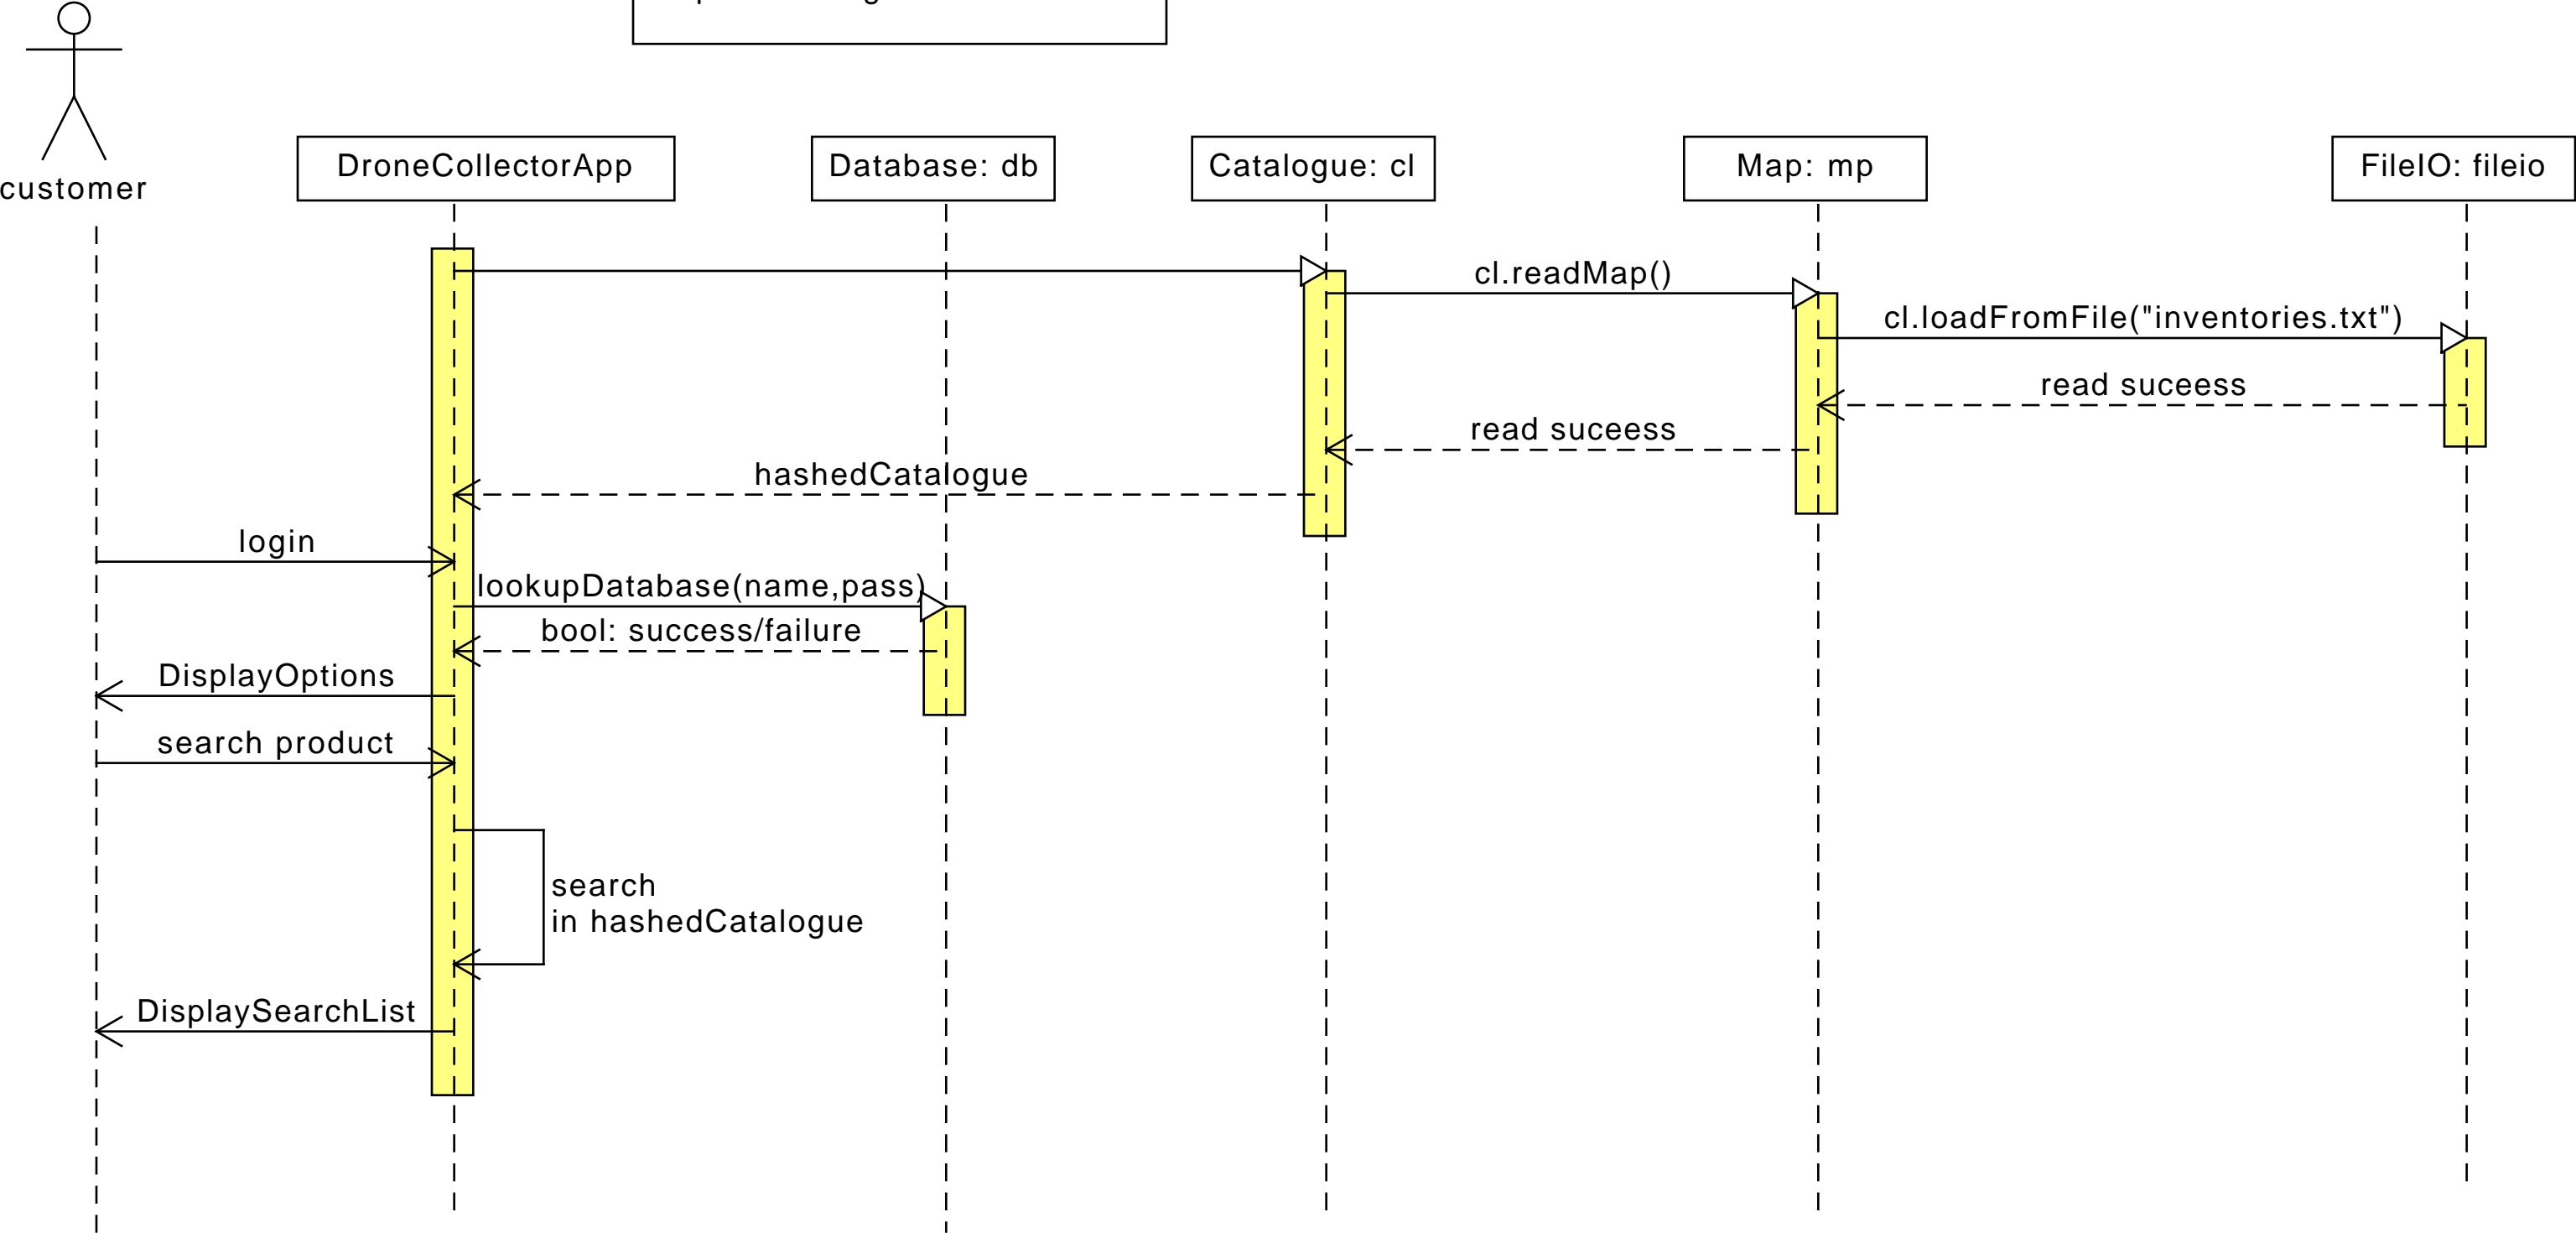 customer
DroneCollectorApp
Database: db
Catalogue: cl
Map: mp
FileIO: fileio
cl.readMap()
cl.loadFromFile("inventories.txt")
read suceess
read suceess
hashedCatalogue
login
lookupDatabase(name,pass)
bool: success/failure
DisplayOptions
search product
search
in hashedCatalogue
DisplaySearchList